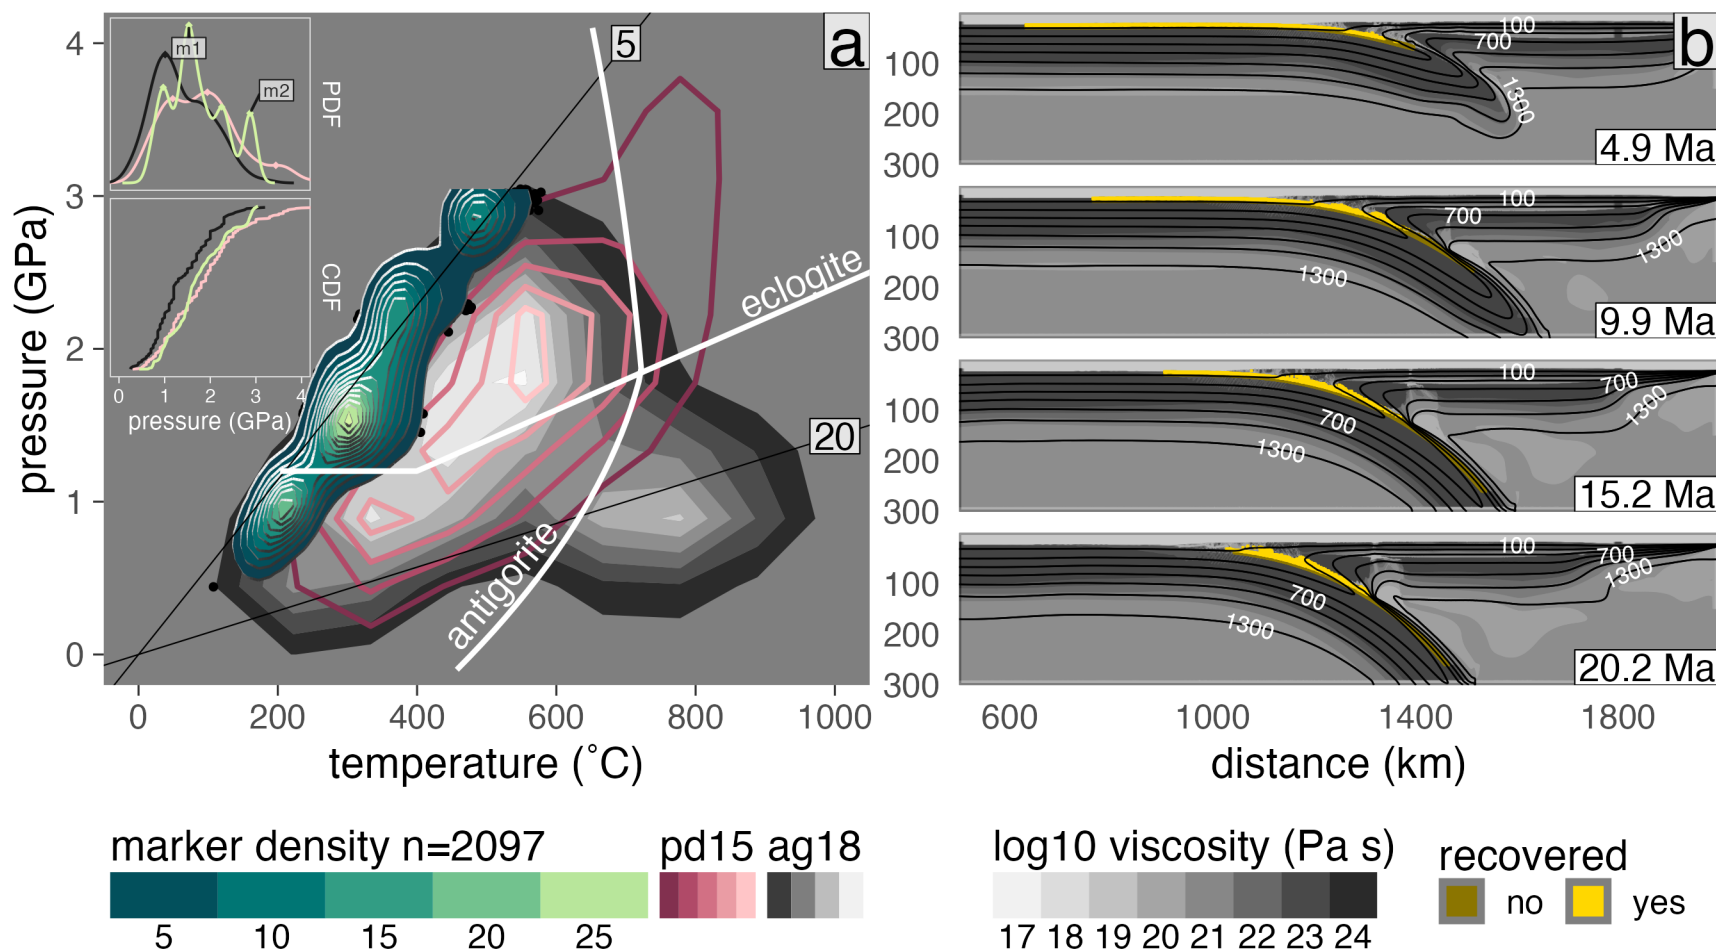 a
4
3
2
1
0
pressure (GPa)
0
200
400
600
800
1000
temperature (˚C)
m1
m2
PDF
CDF
0
1
2
3
4
pressure (GPa)
5
20
eclogite
antigorite
b
100
200
300
100
700
1300
4.9 Ma
100
200
300
100
700
1300
1300
9.9 Ma
100
200
300
100
700
700
1300
1300
15.2 Ma
100
200
300
100
700
700
1300
1300
20.2 Ma
600
1000
1400
1800
distance (km)
marker density n=2097
5
10
15
20
25
pd15
ag18
log10 viscosity (Pa s)
17
18
19
20
21
22
23
24
recovered
no
yes